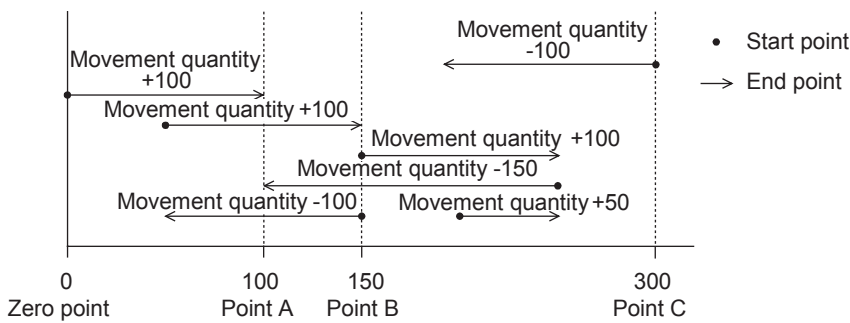 Movement quantity
-100
Start point
Movement quantity
+100
End point
Movement quantity +100
Movement quantity +100
Movement quantity -150
Movement quantity -100
Movement quantity +50
0
100
150
300
Zero point
Point A
Point B
Point C